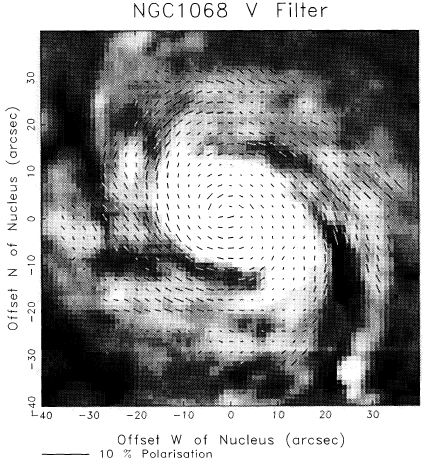 NGC1068 V Filter
Offset N of Nucleus (arcsec)
30
20
10
0
-10
-20
-30
-40
-40 -30 -20 -10 0 10 20 30
Offset W of Nucleus (arcsec)
10 % Polarisation